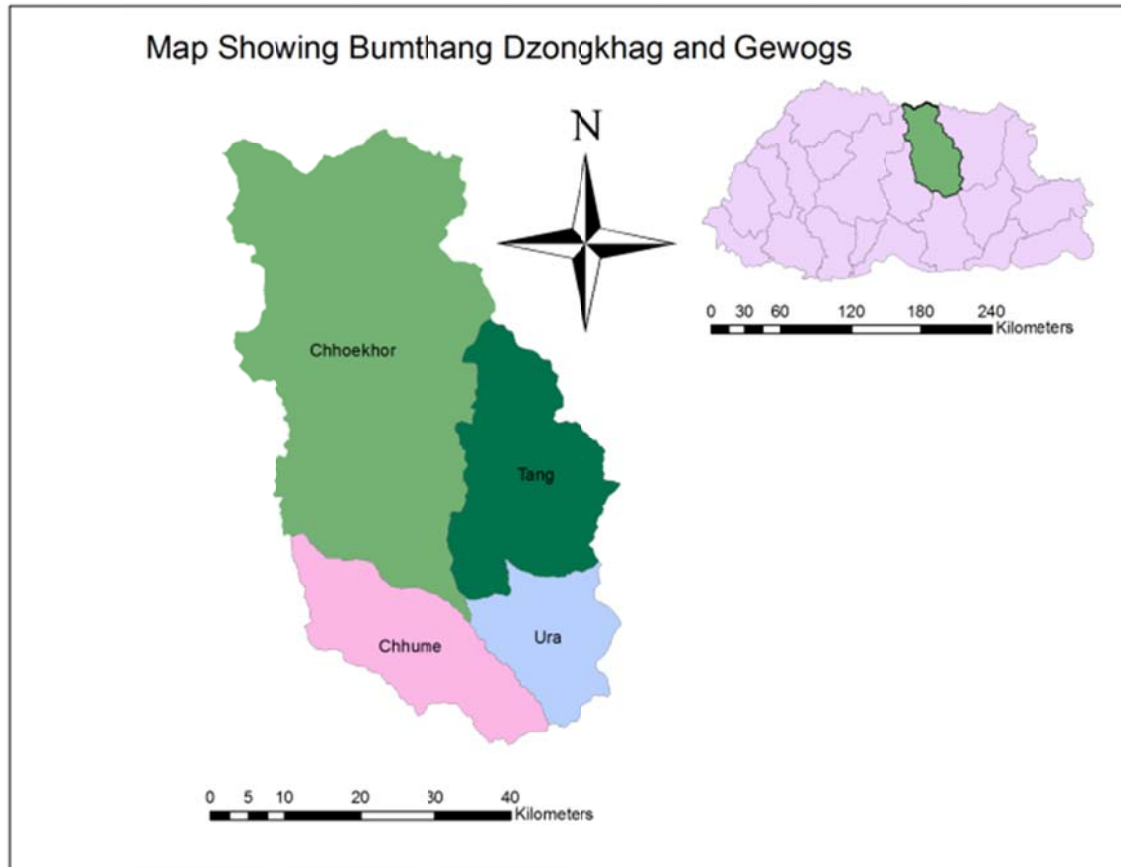 Map Showing Bumthang Dzongkhag and Gewogs
N
0 30 60 120 180 240
Kilometers
Chhoekhor
Tang
Ura
Chhume
0 5 10 20 30 40
Kilometers